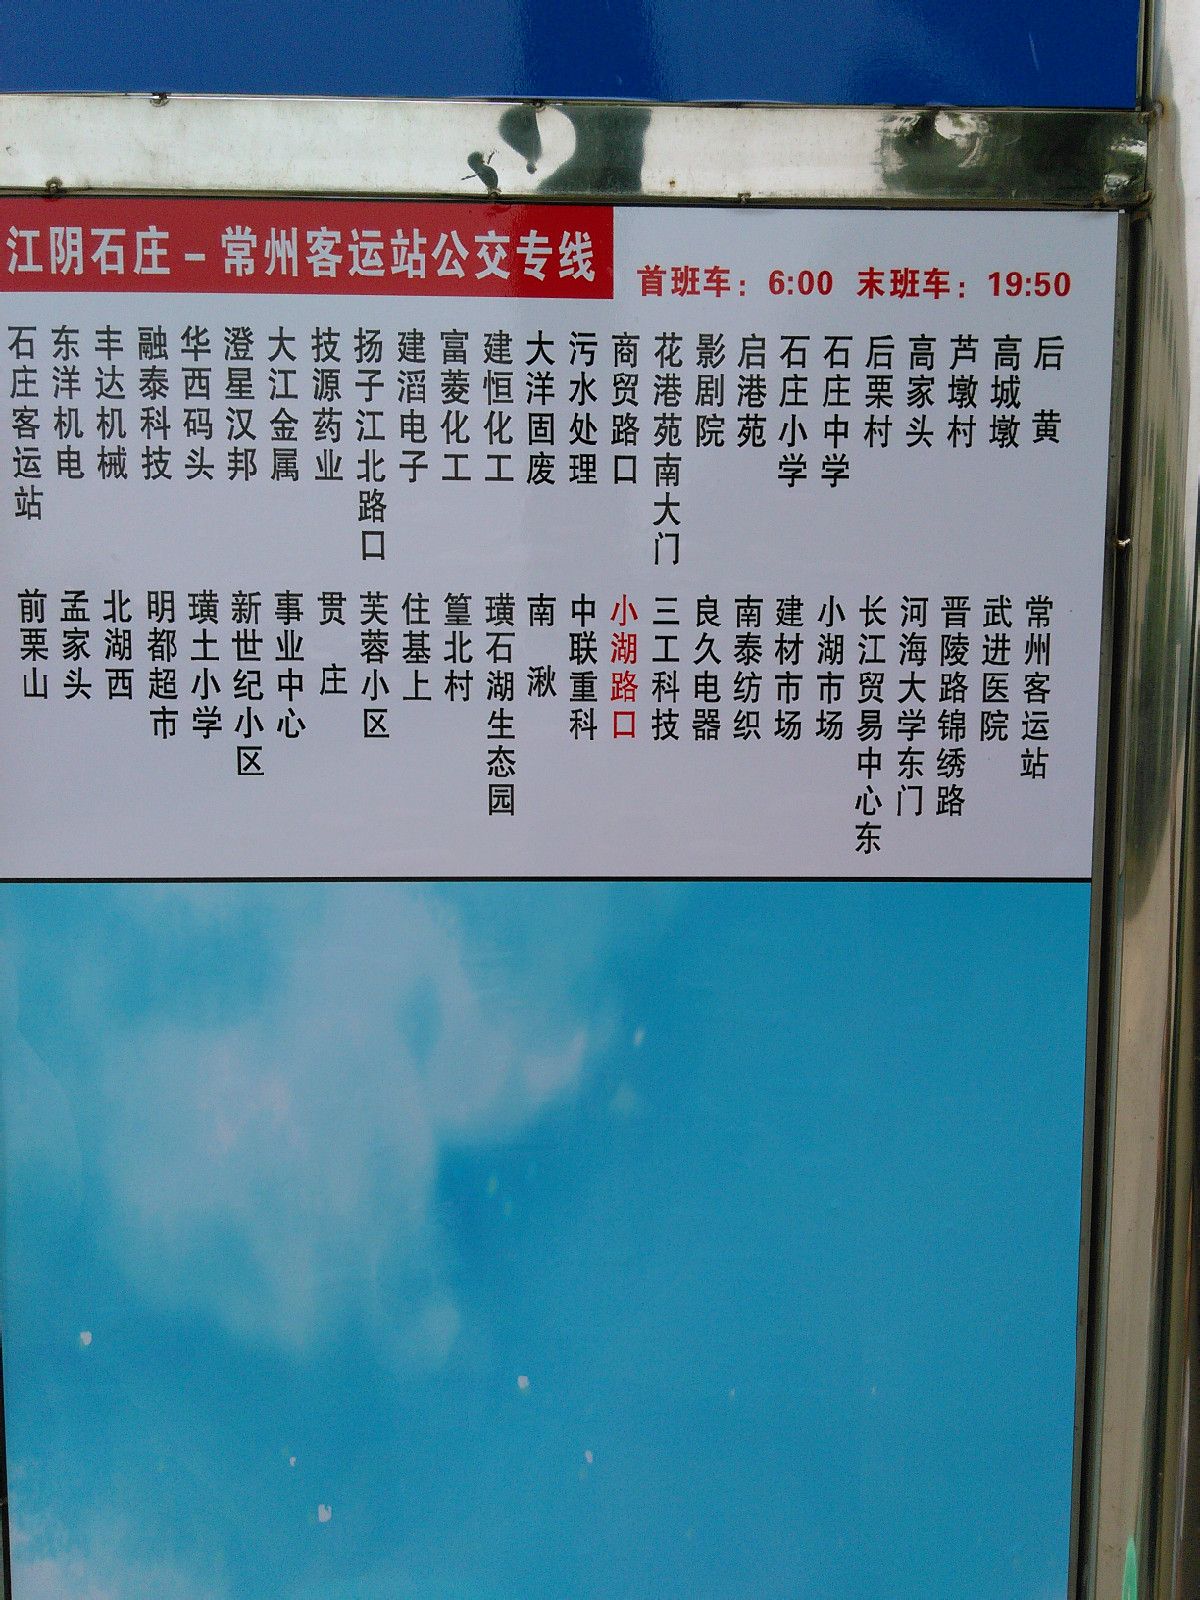 江阴石庄－常州客运站公交专线
首班车：6:00 末班车：19:50
石庄客运站
东洋机电
丰达机械
融泰科技
华西码头
澄星汉邦
大江金属
技源药业
扬子江北路口
建滔电子
富菱化工
建恒化工
大洋固废
污水处理
商贸路口
花港苑南大门
影剧院
启港苑
石庄小学
石庄中学
后栗村
高家头
芦墩村
高城墩
后黄
前栗山
孟家头
北湖西
明都超市
璜土小学
新世纪小区
事业中心
贯庄
芙蓉小区
住基上
篁北村
璜石湖生态园
南湫
中联重科
小湖路口
三工科技
良久电器
南泰纺织
建材市场
小湖市场
长江贸易中心东
河海大学东门
晋陵路锦绣路
武进医院
常州客运站